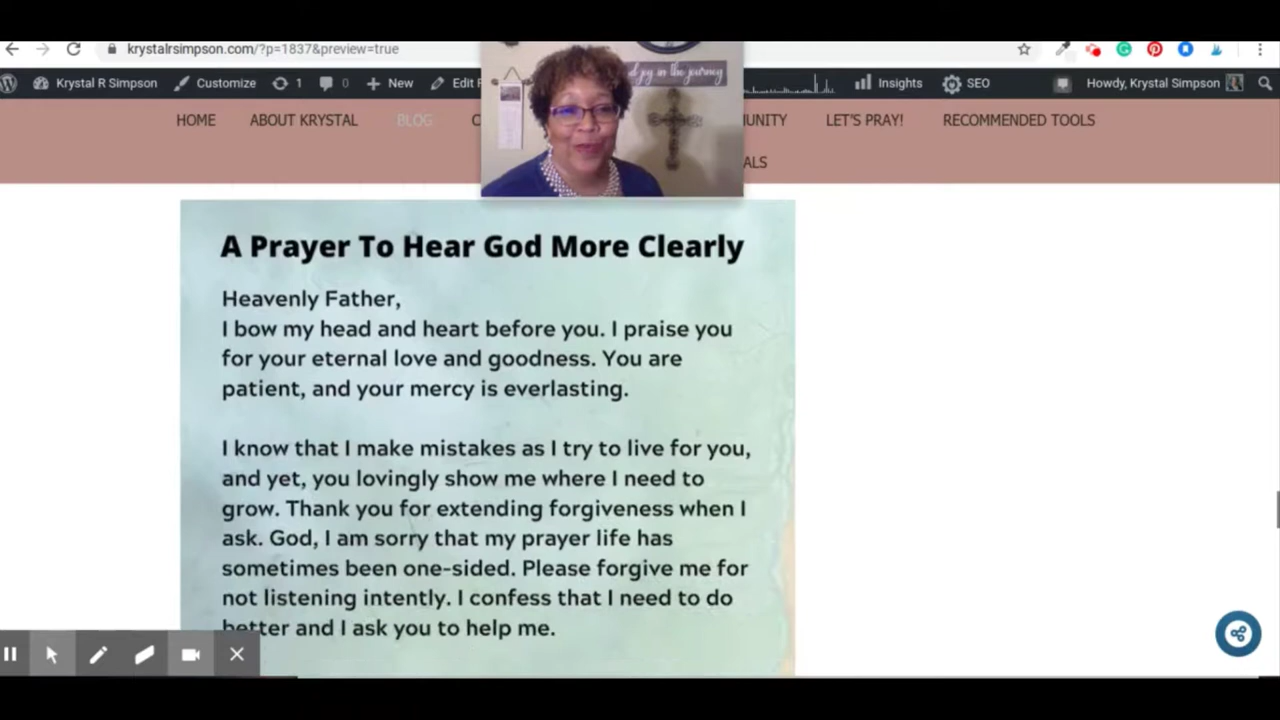 krystalrsimpson.com/?p=1837&preview=true
Krystal R Simpson Customize 1 0 New Edit Insights SEO Howdy, Krystal Simpson
joy in the journey
HOME ABOUT KRYSTAL BLOG LET'S PRAY! RECOMMENDED TOOLS
A Prayer To Hear God More Clearly
Heavenly Father,
I bow my head and heart before you. I praise you
for your eternal love and goodness. You are
patient, and your mercy is everlasting.
I know that I make mistakes as I try to live for you,
and yet, you lovingly show me where I need to
grow. Thank you for extending forgiveness when I
ask. God, I am sorry that my prayer life has
sometimes been one-sided. Please forgive me for
not listening intently. I confess that I need to do
better and I ask you to help me.